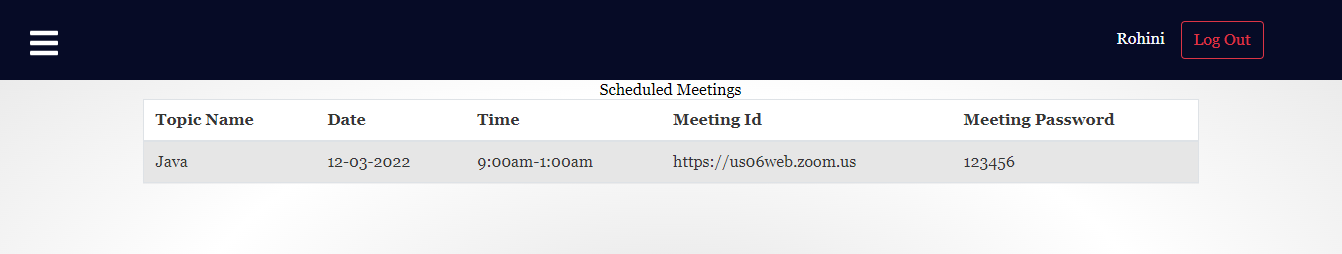 Rohini Log Out
Scheduled Meetings
Topic Name Date Time Meeting Id Meeting Password
Java 12-03-2022 9:00am-1:00am https://us06web.zoom.us 123456